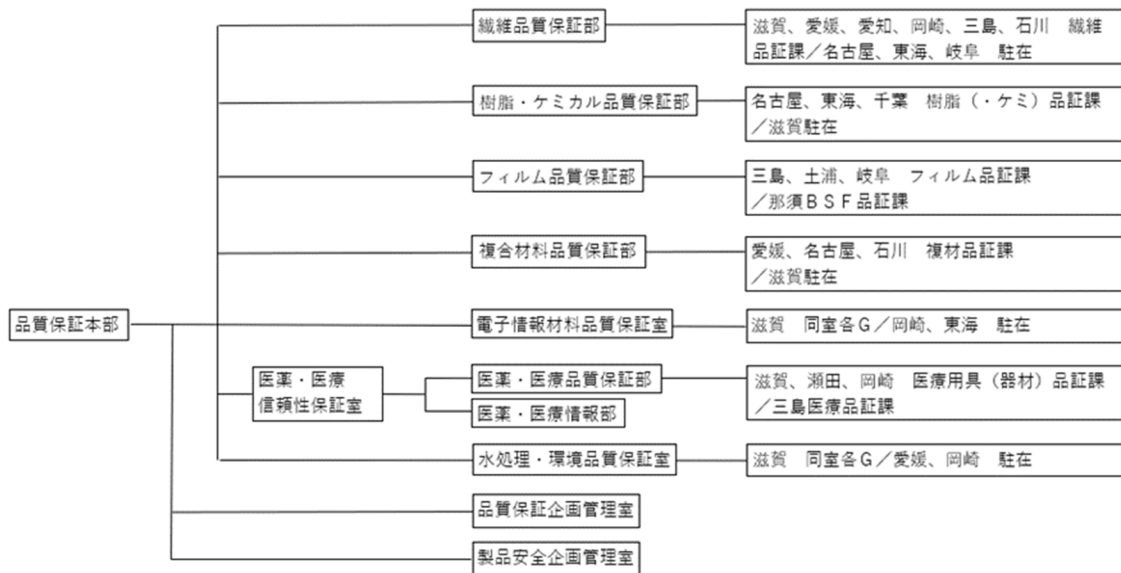 繊維品質保証部
滋賀、愛媛、愛知、岡崎、三島、石川　繊維
品証課／名古屋、東海、岐阜　駐在
樹脂・ケミカル品質保証部
名古屋、東海、千葉　樹脂（・ケミ）品証課
／滋賀駐在
フィルム品質保証部
三島、土浦、岐阜　フィルム品証課
／那須ＢＳＦ品証課
複合材料品質保証部
愛媛、名古屋、石川　複材品証課
／滋賀駐在
品質保証本部
電子情報材料品質保証室
滋賀　同室各Ｇ／岡崎、東海　駐在
医薬・医療
信頼性保証室
医薬・医療品質保証部
滋賀、瀬田、岡崎　医療用具（器材）品証課
／三島医療品証課
医薬・医療情報部
水処理・環境品質保証室
滋賀　同室各Ｇ／愛媛、岡崎　駐在
品質保証企画管理室
製品安全企画管理室